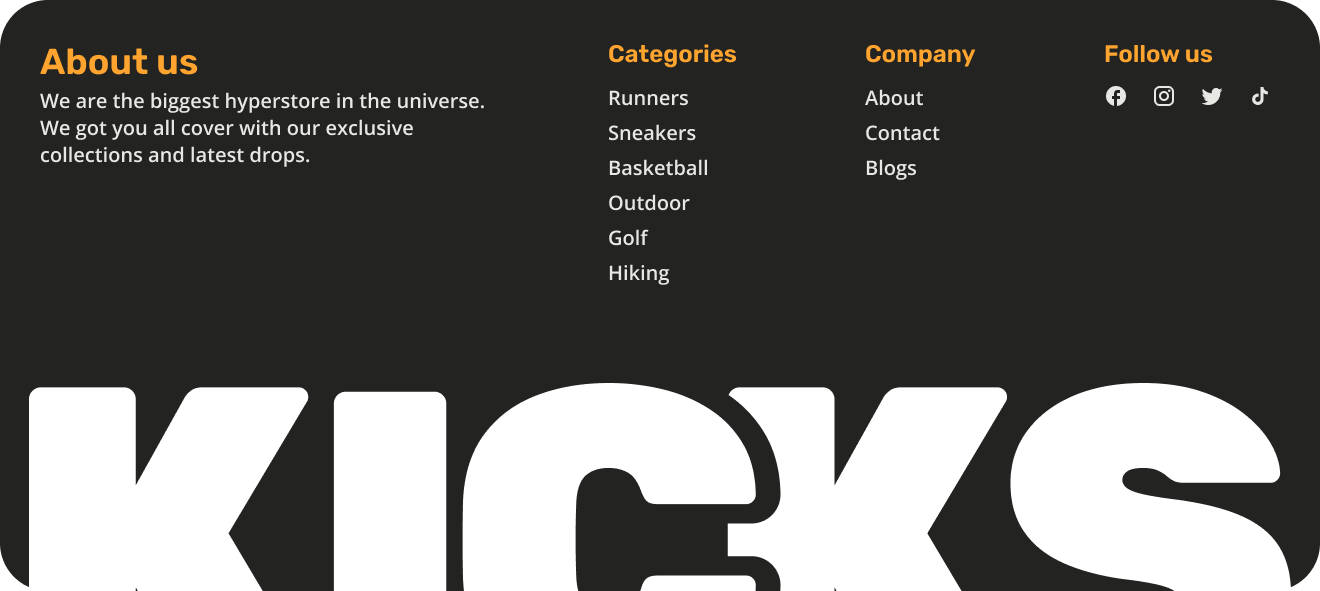 About us
We are the biggest hyperstore in the universe.
We got you all cover with our exclusive
collections and latest drops.
Categories
Runners
Sneakers
Basketball
Outdoor
Golf
Hiking
Company
About
Contact
Blogs
Follow us
KICKS